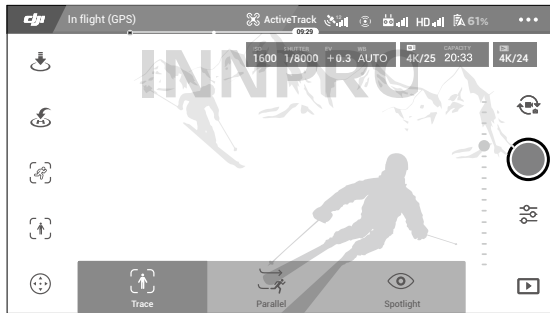 dji In flight (GPS) ActiveTrack HD 61%
09:29
ISO SHUTTER EV WB CAPACITY
1600 1/8000 +0.3 AUTO 4K/25 20:33 4K/24
INNPRO
Trace Parallel Spotlight